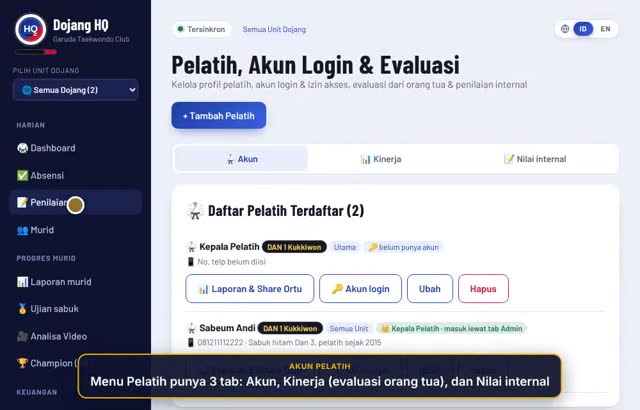 HQ
Dojang HQ
Garuda Taekwondo Club
PILIH UNIT DOJANG
Semua Dojang (2)
HARIAN
Dashboard
Absensi
Penilaian
Murid
PROGRES MURID
Laporan murid
Ujian sabuk
Analisa Video
Champion
KEUANGAN
Tersinkron
Semua Unit Dojang
ID EN
Pelatih, Akun Login & Evaluasi
Kelola profil pelatih, akun login & izin akses, evaluasi dari orang tua & penilaian internal
+ Tambah Pelatih
Akun
Kinerja
Nilai internal
Daftar Pelatih Terdaftar (2)
Kepala Pelatih DAN 1 Kukkiwon Utama belum punya akun
No. telp belum diisi
Laporan & Share Ortu
Akun login
Ubah
Hapus
Sabeum Andi DAN 1 Kukkiwon Semua Unit Kepala Pelatih · masuk lewat tab Admin
081211112222 · Sabuk hitam Dan 3, pelatih sejak 2015
AKUN PELATIH
Menu Pelatih punya 3 tab: Akun, Kinerja (evaluasi orang tua), dan Nilai internal